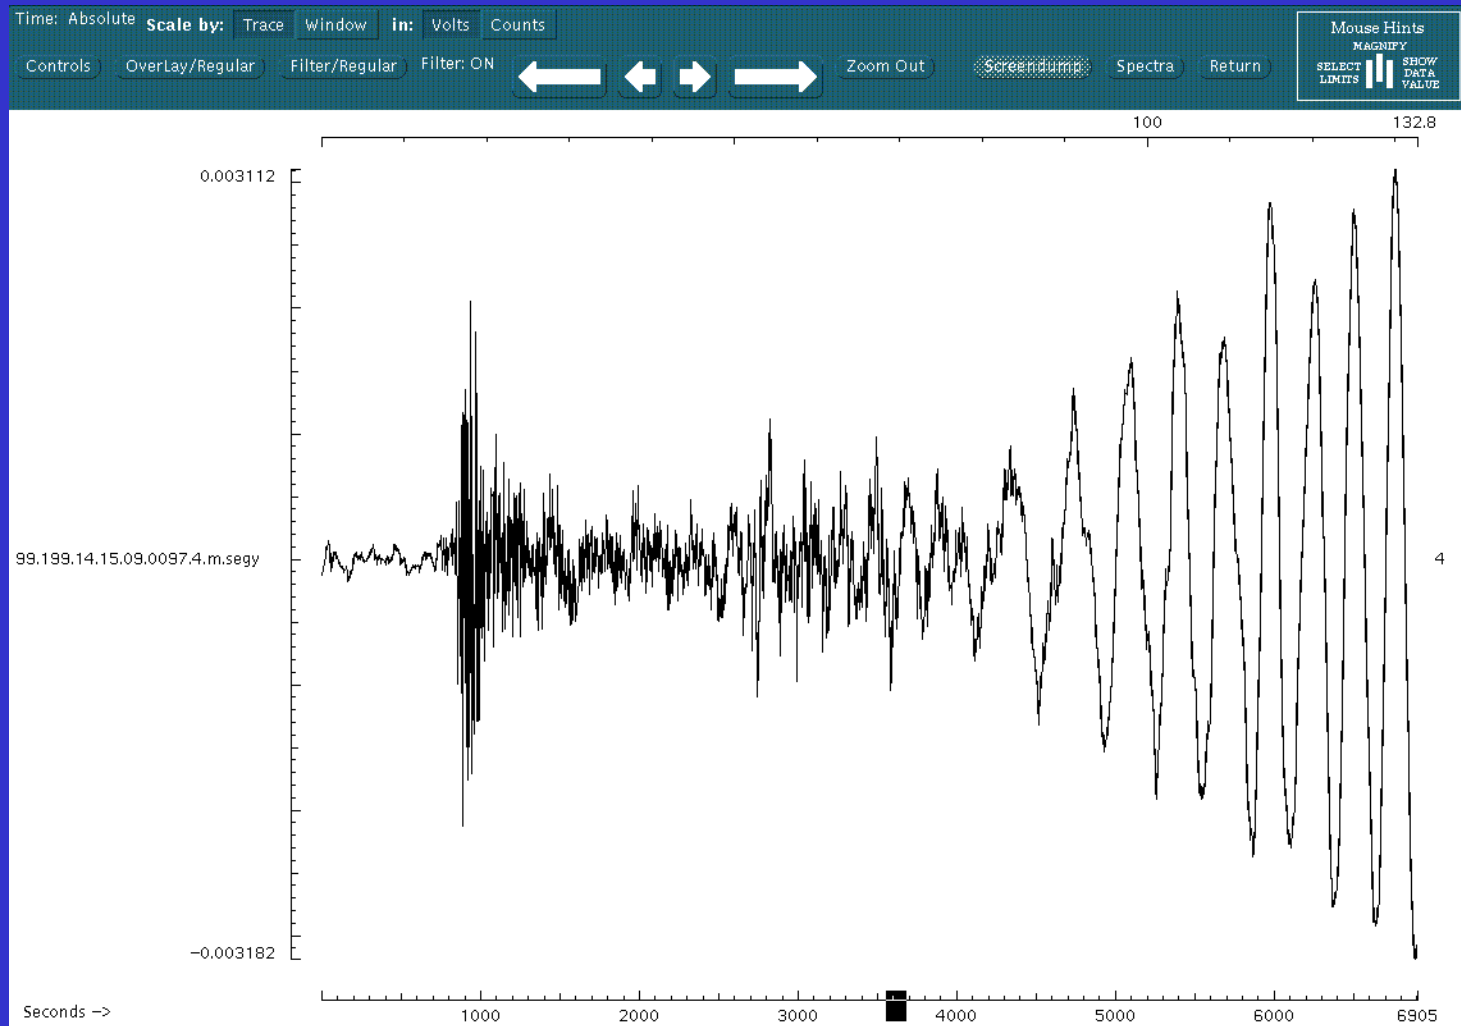 Time: Absolute Scale by: Trace Window in: Volts Counts
Controls OverLay/Regular Filter/Regular Filter: ON Zoom Out Screendump Spectra Return
Mouse Hints
MAGNIFY
SELECT LIMITS
SHOW DATA VALUE
100 132.8
0.003112
99.199.14.15.09.0097.4.m.segy 4
−0.003182
Seconds −> 1000 2000 3000 4000 5000 6000 6905